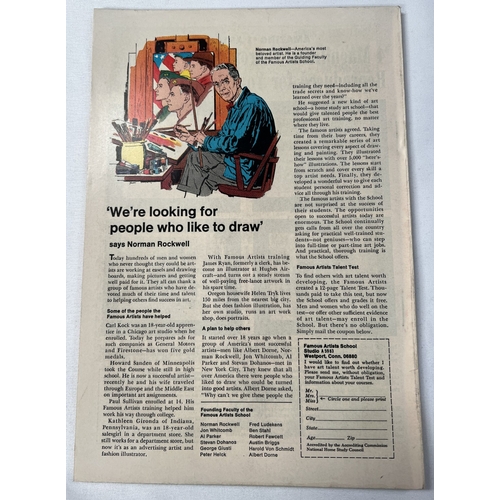 Norman Rockwell—America's most
beloved artist. He is a founder
and member of the Guiding Faculty
of the Famous Artists School.
'We're looking for
people who like to draw'
says Norman Rockwell
Today hundreds of men and women
who never thought they could be art-
ists are working at easels and drawing
boards, making pictures and getting
well paid for it. They all can thank a
group of famous artists who have de-
voted much of their time and talent
to helping others find success in art.
Some of the people the
Famous Artists have helped
Carl Kock was an 18-year-old appren-
tice in a Chicago art studio when he
enrolled. Today he prepares ads for
such companies as General Motors
and Firestone—has won five gold
medals.
Howard Sanden of Minneapolis
took the Course while still in high
school. He is now a successful artist—
recently he and his wife traveled
through Europe and the Middle East
on important art assignments.
Paul Sullivan enrolled at 14. His
Famous Artists training helped him
work his way through college.
Kathleen Gironda of Indiana,
Pennsylvania, was an 18-year-old
salesgirl in a department store. She
still works for a department store, but
now it's as an advertising artist and
fashion illustrator.
With Famous Artists training
James Ryan, formerly a clerk, has be-
come an illustrator at Hughes Air-
craft—and turns out a steady stream
of well-paying, free-lance artwork in
his spare time.
Oregon housewife Helen Tryk lives
130 miles from the nearest big city.
But she does fashion illustration, has
her own studio, runs an art work
shop, does portraits.
A plan to help others
It started over 18 years ago when a
group of America's most successful
artists—men like Albert Dorne, Nor-
man Rockwell, Jon Whitcomb, Al
Parker and Stevan Dohanos—met in
New York City. They knew that all
over America there were people who
liked to draw who could be turned
into good artists. Albert Dorne asked,
"Why can't we give these people the
Founding Faculty of the
Famous Artists School
Norman Rockwell
Jon Whitcomb
Al Parker
Stevan Dohanos
George Giusti
Peter Helck
Fred Ludekens
Ben Stahl
Robert Fawcett
Austin Briggs
Harold Von Schmidt
Albert Dorne
training they need—including all the
trade secrets and know-how we've
learned over the years?"
He suggested a new kind of art
school—a home study art school—that
would give talented people the best
professional art training, no matter
where they live.
The famous artists agreed. Taking
time from their busy careers, they
created a remarkable series of art
lessons covering every aspect of draw-
ing and painting. They illustrated
their lessons with over 5,000 "here's-
how" illustrations. The lessons start
from scratch and cover every skill a
top artist needs. Finally, they de-
veloped a wonderful way to give each
student personal correction and ad-
vice all through his training.
The famous artists with the School
are not surprised at the success of
their students. The opportunities
open to successful artists today are
enormous. The School continually
gets calls from all over the country
asking for practical well-trained stu-
dents—not geniuses—who can step
into full-time or part-time art jobs.
And practical, thorough training is
what the School offers.
Famous Artists Talent Test
To find others with art talent worth
developing, the Famous Artists
created a 12-page Talent Test. Thou-
sands paid to take this test, but now
the School offers and grades it free.
Men and women who do well on the
test—or offer other sufficient evidence
of art talent—may enroll in the
School. But there's no obligation.
Simply mail the coupon below.
Famous Artists School
Westport, Conn. 06880
I would like to find out whether I
have art talent worth developing.
Please send me, without obligation,
your Famous Artists Talent Test and
information about your courses.
Mr.
Mrs.
Miss
Circle one and please print
Street
City
State
Age Zip
Accredited by the Accrediting Commission
National Home Study Council